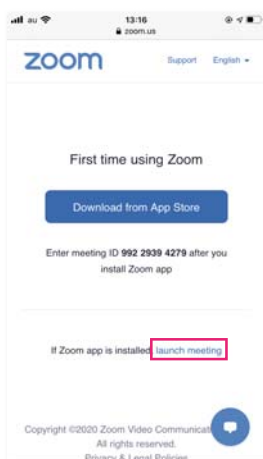 au 13:16
zoom.us
zoom Support English
First time using Zoom
Download from App Store
Enter meeting ID 992 2939 4279 after you
install Zoom app
If Zoom app is installed, launch meeting
Copyright ©2020 Zoom Video Communicat
All rights reserved.
Privacy & Legal Policies